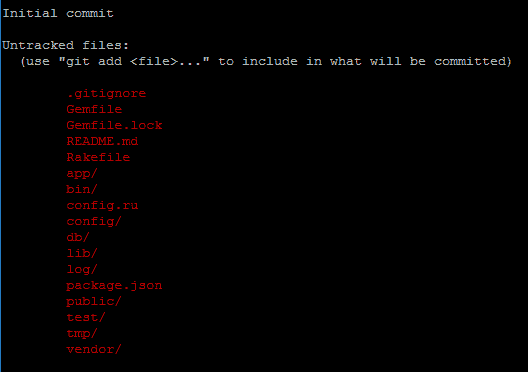 Initial commit
Untracked files:
(use "git add <file>..." to include in what will be committed)
.gitignore
Gemfile
Gemfile.lock
README.md
Rakefile
app/
bin/
config.ru
config/
db/
lib/
log/
package.json
public/
test/
tmp/
vendor/